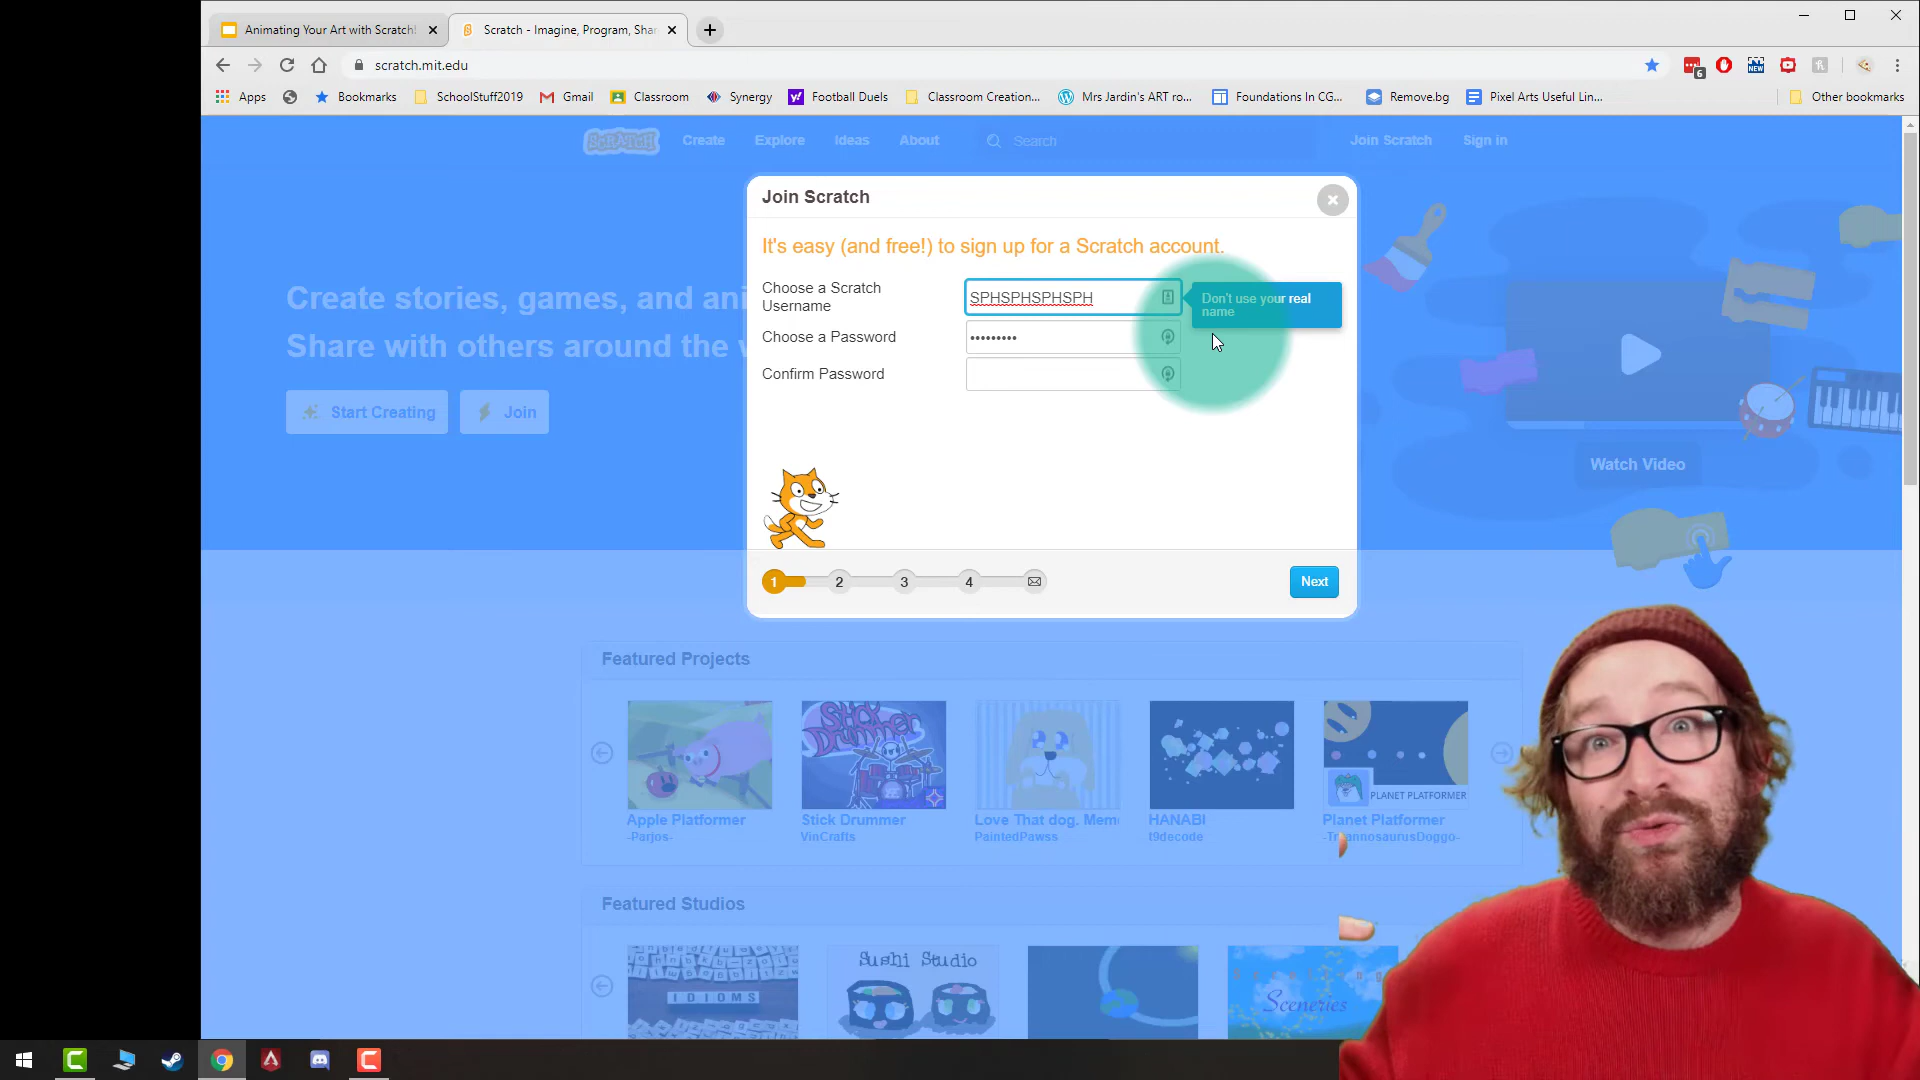 Animating Your Art with Scratch!
Scratch - Imagine, Program, Shar
scratch.mit.edu
6
NEW
Apps
Bookmarks
SchoolStuff2019
Gmail
Classroom
Synergy
Football Duels
Classroom Creation...
Mrs Jardin's ART ro...
Foundations In CG...
Remove.bg
Pixel Arts Useful Lin...
Other bookmarks
SCRATCH
Create
Explore
Ideas
About
Search
Join Scratch
Sign in
Join Scratch
It's easy (and free!) to sign up for a Scratch account.
Choose a Scratch
Username
SPHSPHSPHSPH
Don't use your real
name
Choose a Password
Confirm Password
Create stories, games, and ani
Share with others around the w
Start Creating
Join
Watch Video
1
2
3
4
Next
Featured Projects
STICK
DRUMMER
PLANET PLATFORMER
Apple Platformer
Stick Drummer
Love That dog. Mem
HANABI
Planet Platformer
-Parjos-
VinCrafts
PaintedPawss
t9decode
Featured Studios
IDIOMS
Sushi Studio
Sceneries